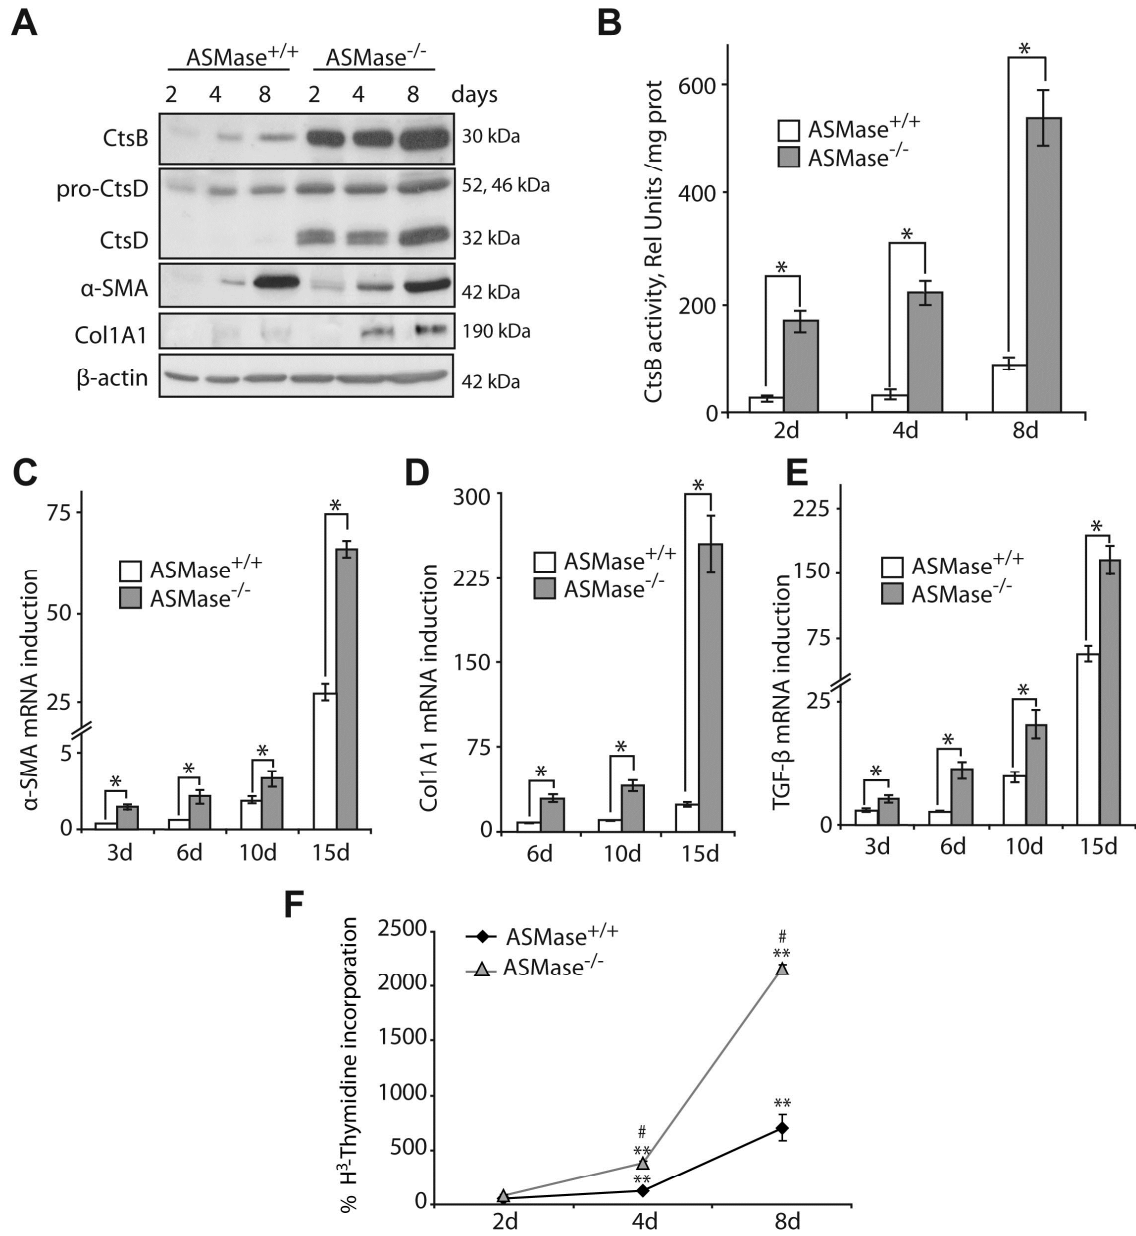 A
ASMase+/+ ASMase-/-
2 4 8 2 4 8 days
CtsB 30 kDa
pro-CtsD 52, 46 kDa
CtsD 32 kDa
α-SMA 42 kDa
Col1A1 190 kDa
β-actin 42 kDa
B
CtsB activity, Rel Units /mg prot
600
400
200
0
ASMase+/+
ASMase-/-
* * *
2d 4d 8d
C
α-SMA mRNA induction
75
50
25
5
0
ASMase+/+
ASMase-/-
* * * *
3d 6d 10d 15d
D
Col1A1 mRNA induction
300
225
150
75
0
ASMase+/+
ASMase-/-
* * *
6d 10d 15d
E
TGF-β mRNA induction
225
150
75
25
0
ASMase+/+
ASMase-/-
* * * *
3d 6d 10d 15d
F
% H3-Thymidine incorporation
2500
2000
1500
1000
500
0
ASMase+/+
ASMase-/-
#
**
**
#
**
**
2d 4d 8d